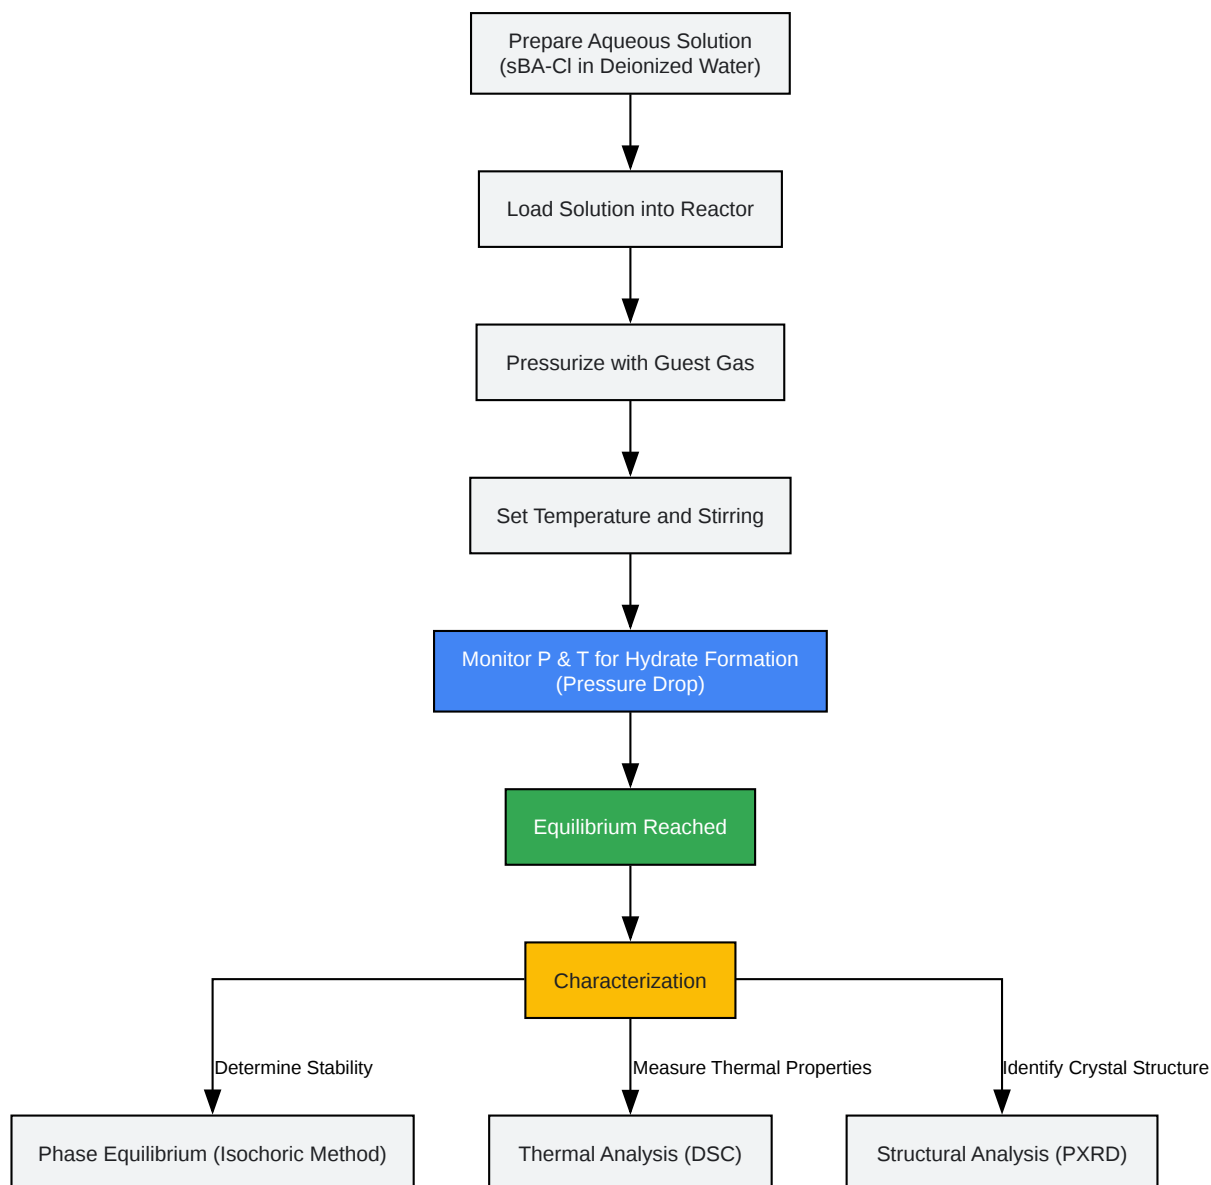 Prepare Aqueous Solution
(sBA-Cl in Deionized Water)
Load Solution into Reactor
Pressurize with Guest Gas
Set Temperature and Stirring
Monitor P & T for Hydrate Formation
(Pressure Drop)
Equilibrium Reached
Characterization
Determine Stability
Measure Thermal Properties
Identify Crystal Structure
Phase Equilibrium (Isochoric Method)
Thermal Analysis (DSC)
Structural Analysis (PXRD)